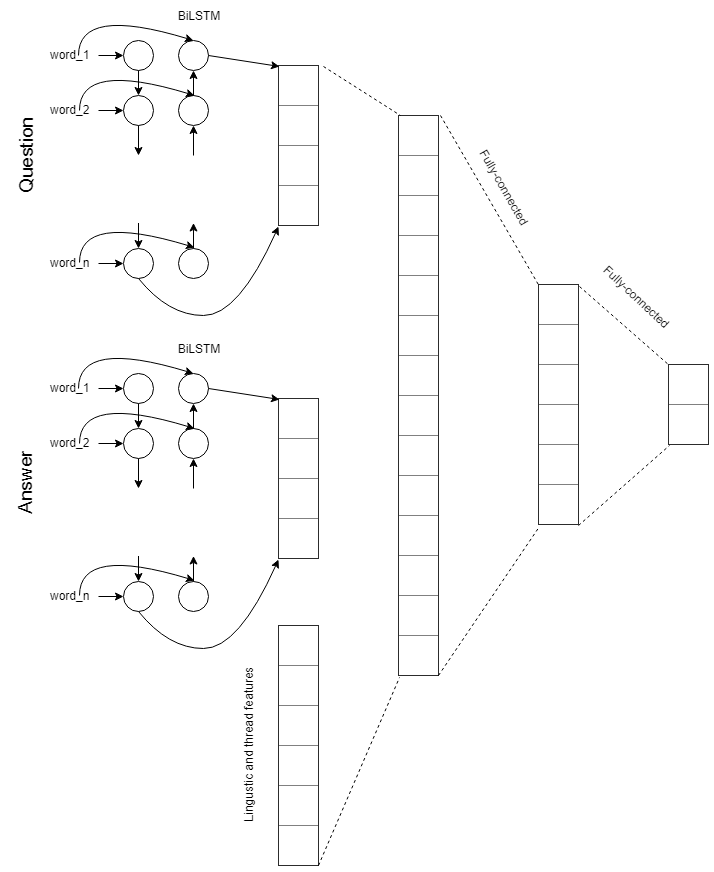 BiLSTM
word_1
word_2
Question
word_n
Fully-connected
Fully-connected
BiLSTM
word_1
word_2
Answer
word_n
Lingustic and thread features